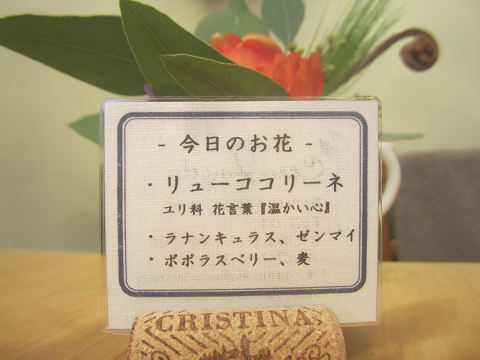 - 今日のお花 -
・リューココリーネ
ユリ科 花言葉『温かい心』
・ラナンキュラス、ゼンマイ
・ポポラスベリー、麦
CRISTINA